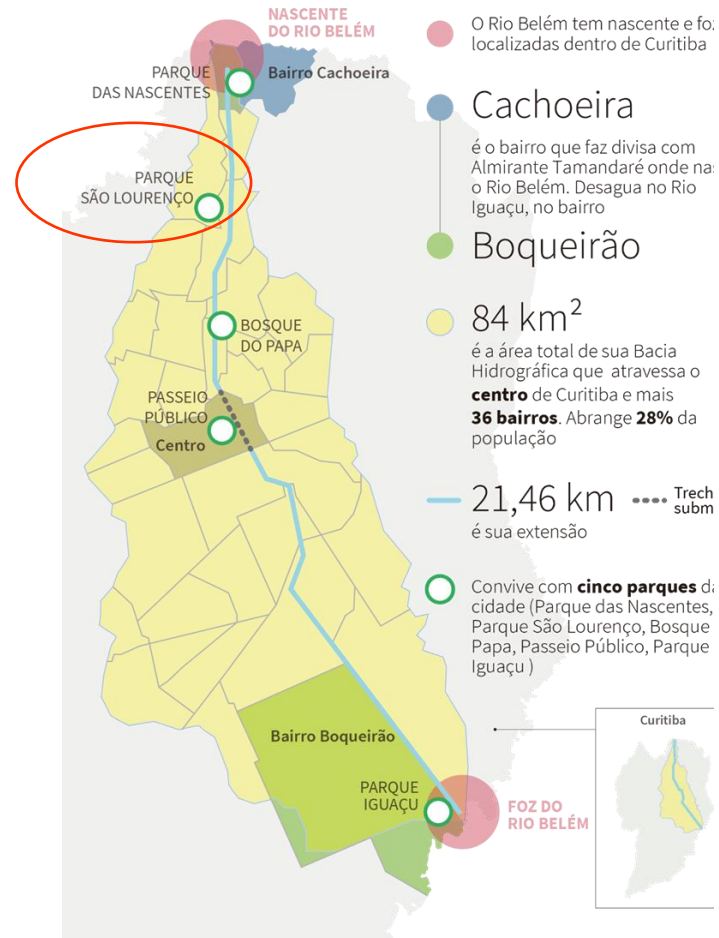 NASCENTE
DO RIO BELÉM
PARQUE
DAS NASCENTES
Bairro Cachoeira
PARQUE
SÃO LOURENÇO
BOSQUE
DO PAPA
PASSEIO
PÚBLICO
Centro
Bairro Boqueirão
PARQUE
IGUAÇU
FOZ DO
RIO BELÉM
O Rio Belém tem nascente e foz
localizadas dentro de Curitiba
Cachoeira
é o bairro que faz divisa com
Almirante Tamandaré onde nas
o Rio Belém. Desagua no Rio
Iguaçu, no bairro
Boqueirão
84 km²
é a área total de sua Bacia
Hidrográfica que atravessa o
centro de Curitiba e mais
36 bairros. Abrange 28% da
população
21,46 km
é sua extensão
Trech
subm
Convive com cinco parques da
cidade (Parque das Nascentes,
Parque São Lourenço, Bosque
Papa, Passeio Público, Parque
Iguaçu )
Curitiba